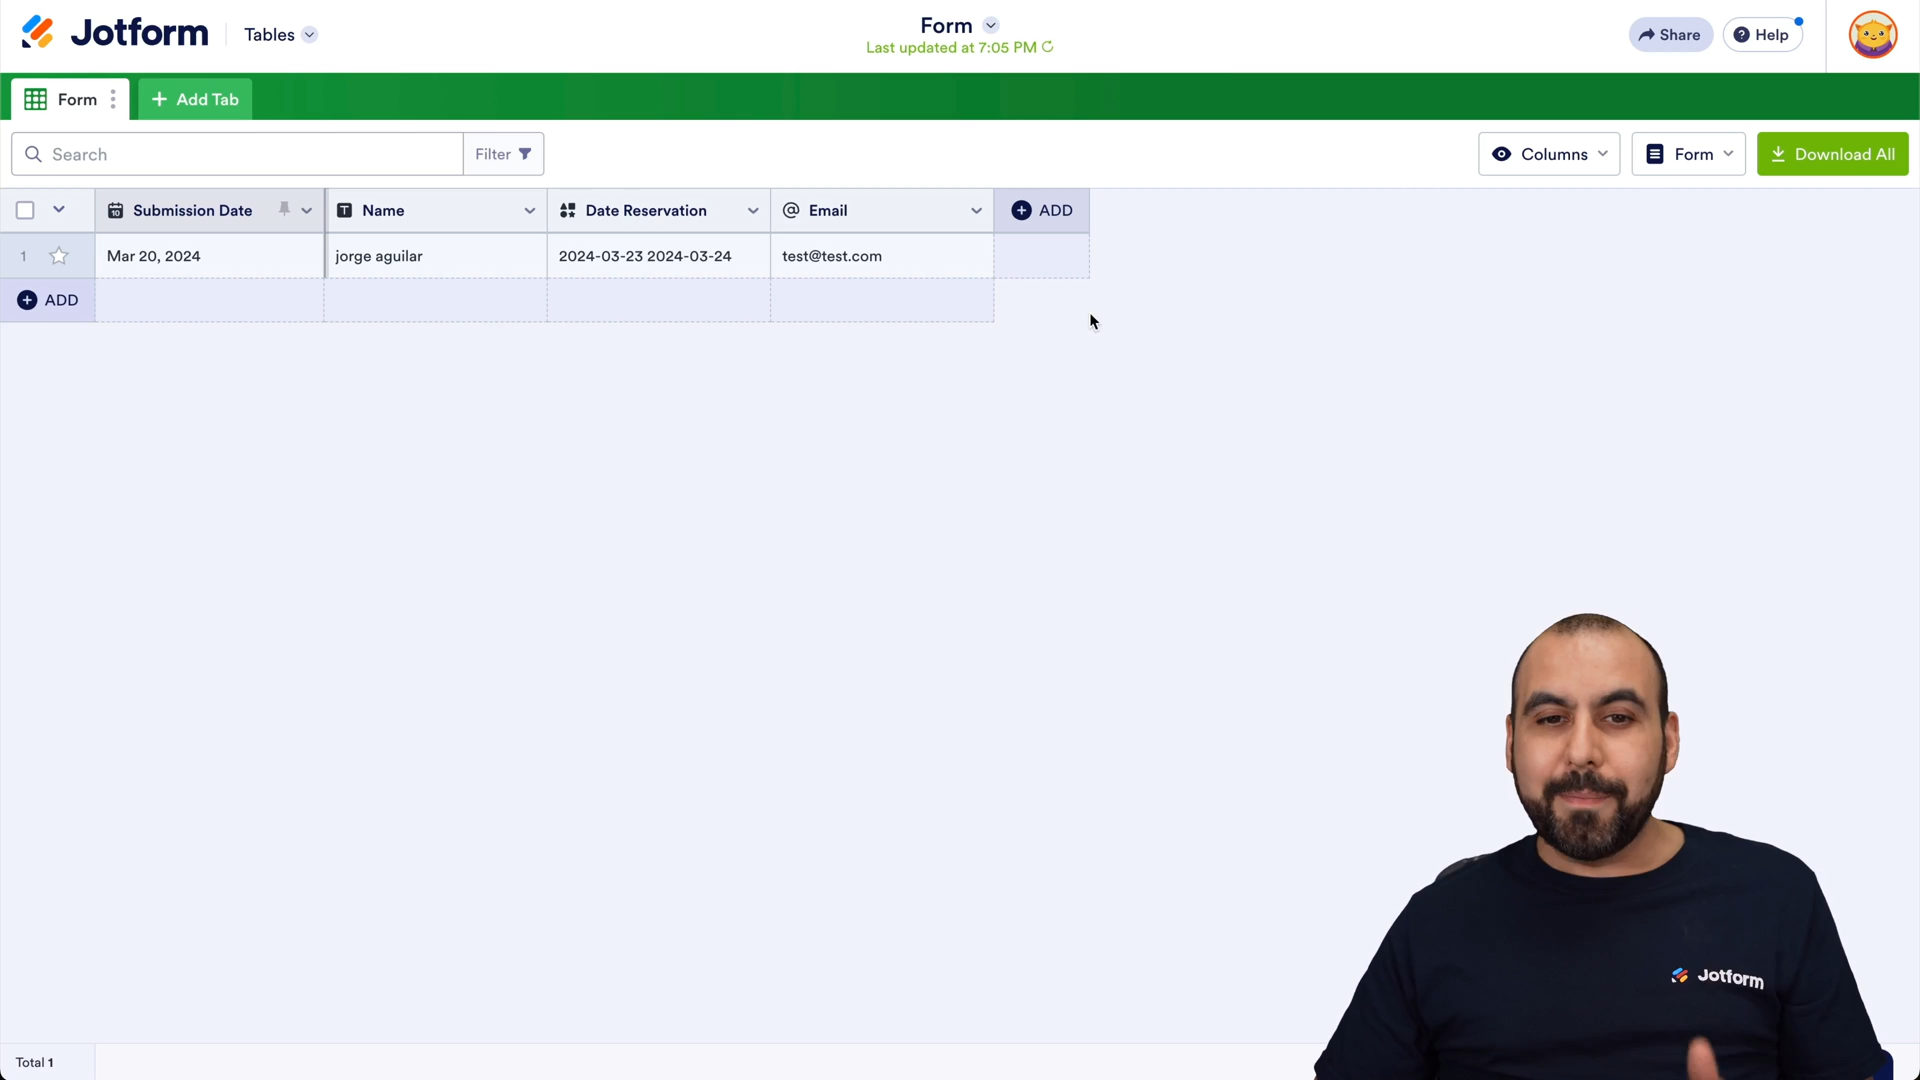 Jotform
Tables
Form
Last updated at 7:05 PM
Share
Help
Form
Add Tab
Search
Filter
Columns
Form
Download All
10
Submission Date
T
Name
Date Reservation
@
Email
ADD
1
Mar 20, 2024
jorge aguilar
2024-03-23 2024-03-24
test@test.com
ADD
Jotform
Total 1